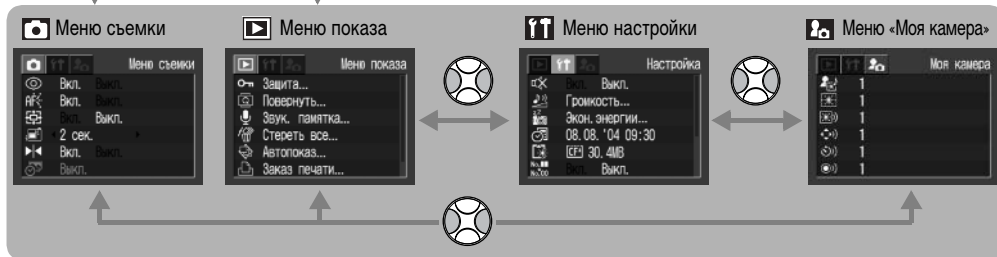 Меню съемки
Меню показа
Меню настройки
Меню «Моя камера»
Меню съемки
Вкл. Выкл.
AF Вкл. Выкл.
Вкл. Выкл.
2 сек.
Вкл. Выкл.
Выкл.
Меню показа
Защита...
Повернуть...
Звук. памятка...
Стереть все...
Автопоказ...
Заказ печати...
Настройка
Вкл. Выкл.
Громкость...
Экон. энергии...
08.08.'04 09:30
CF 30.4MB
Вкл. Выкл.
Моя камера
1
1
1
1
1
1